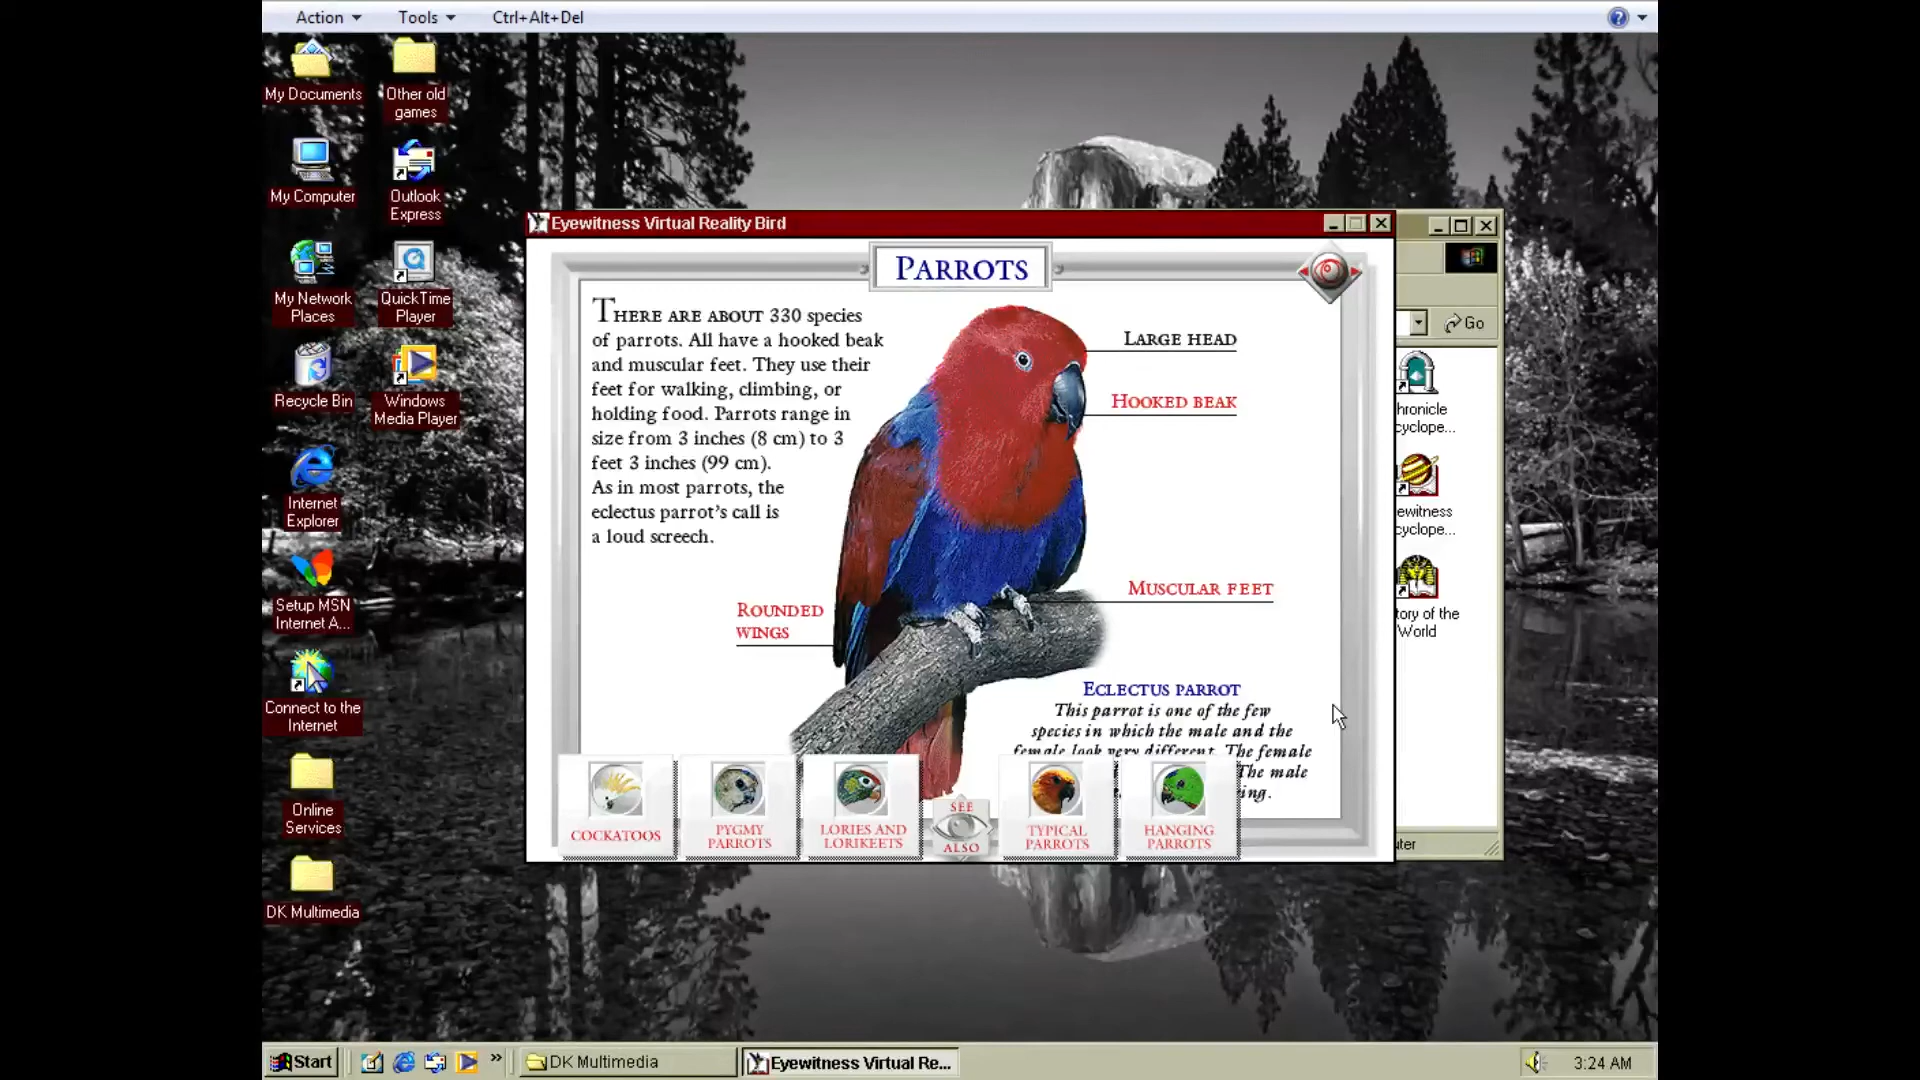 Action
Tools
Ctrl+Alt+Del
My Documents
Other old
games
My Computer
Outlook
Express
My Network
Places
QuickTime
Player
Recycle Bin
Windows
Media Player
Internet
Explorer
Setup MSN
Internet A...
Connect to the
Internet
Online
Services
DK Multimedia
Eyewitness Virtual Reality Bird
PARROTS
THERE ARE ABOUT 330 species
of parrots. All have a hooked beak
and muscular feet. They use their
feet for walking, climbing, or
holding food. Parrots range in
size from 3 inches (8 cm) to 3
feet 3 inches (99 cm).
As in most parrots, the
eclectus parrot's call is
a loud screech.
LARGE HEAD
HOOKED BEAK
MUSCULAR FEET
ROUNDED
WINGS
ECLECTUS PARROT
This parrot is one of the few
species in which the male and the
female look very different. The female
The male
COCKATOOS
PYGMY
PARROTS
LORIES AND
LORIKEETS
SEE
ALSO
TYPICAL
PARROTS
HANGING
PARROTS
Go
hronicle
cyclope...
ewitness
cyclope...
tory of the
World
ter
Start
DK Multimedia
Eyewitness Virtual Re...
3:24 AM